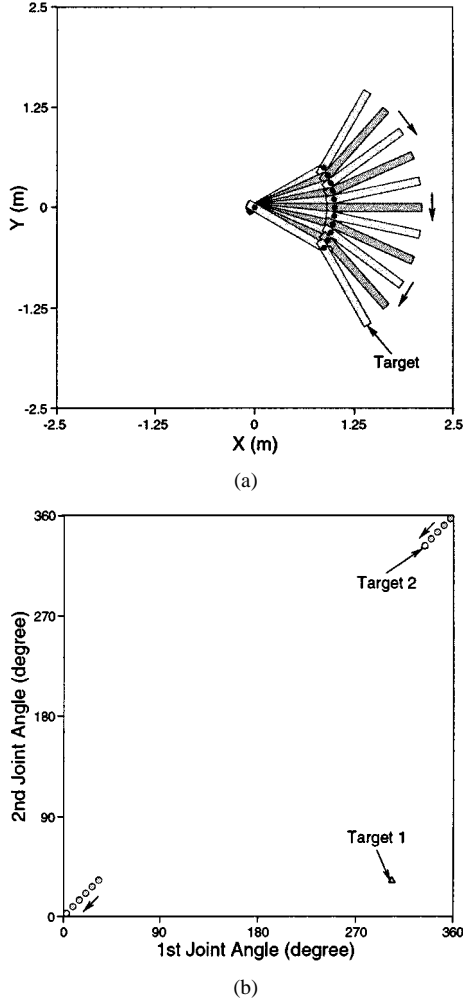 2.5
1.25
0
-1.25
-2.5
Y (m)
Target
-2.5
-1.25
0
1.25
2.5
X (m)
(a)
360
270
180
90
0
2nd Joint Angle (degree)
Target 2
Target 1
0
90
180
270
360
1st Joint Angle (degree)
(b)